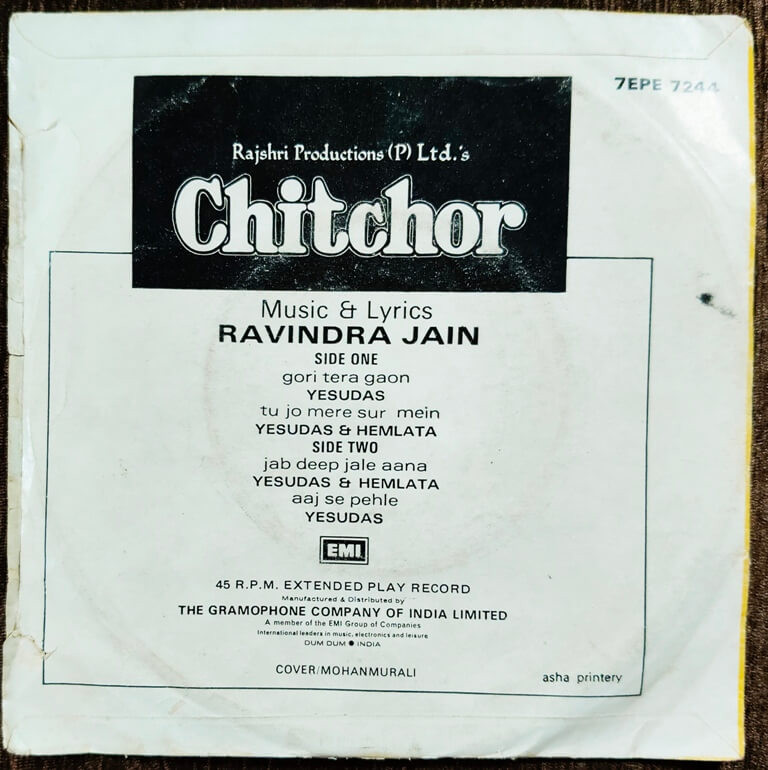 7EPE 7244
Rajshri Productions (P) Ltd.'s
Chitchor
Music & Lyrics
RAVINDRA JAIN
SIDE ONE
gori tera gaon
YESUDAS
tu jo mere sur mein
YESUDAS & HEMLATA
SIDE TWO
jab deep jale aana
YESUDAS & HEMLATA
aaj se pehle
YESUDAS
EMI
45 R.P.M. EXTENDED PLAY RECORD
Manufactured & Distributed by
THE GRAMOPHONE COMPANY OF INDIA LIMITED
A member of the EMI Group of Companies
International leaders in music, electronics and leisure
DUM DUM ● INDIA
COVER/MOHANMURALI
asha printery